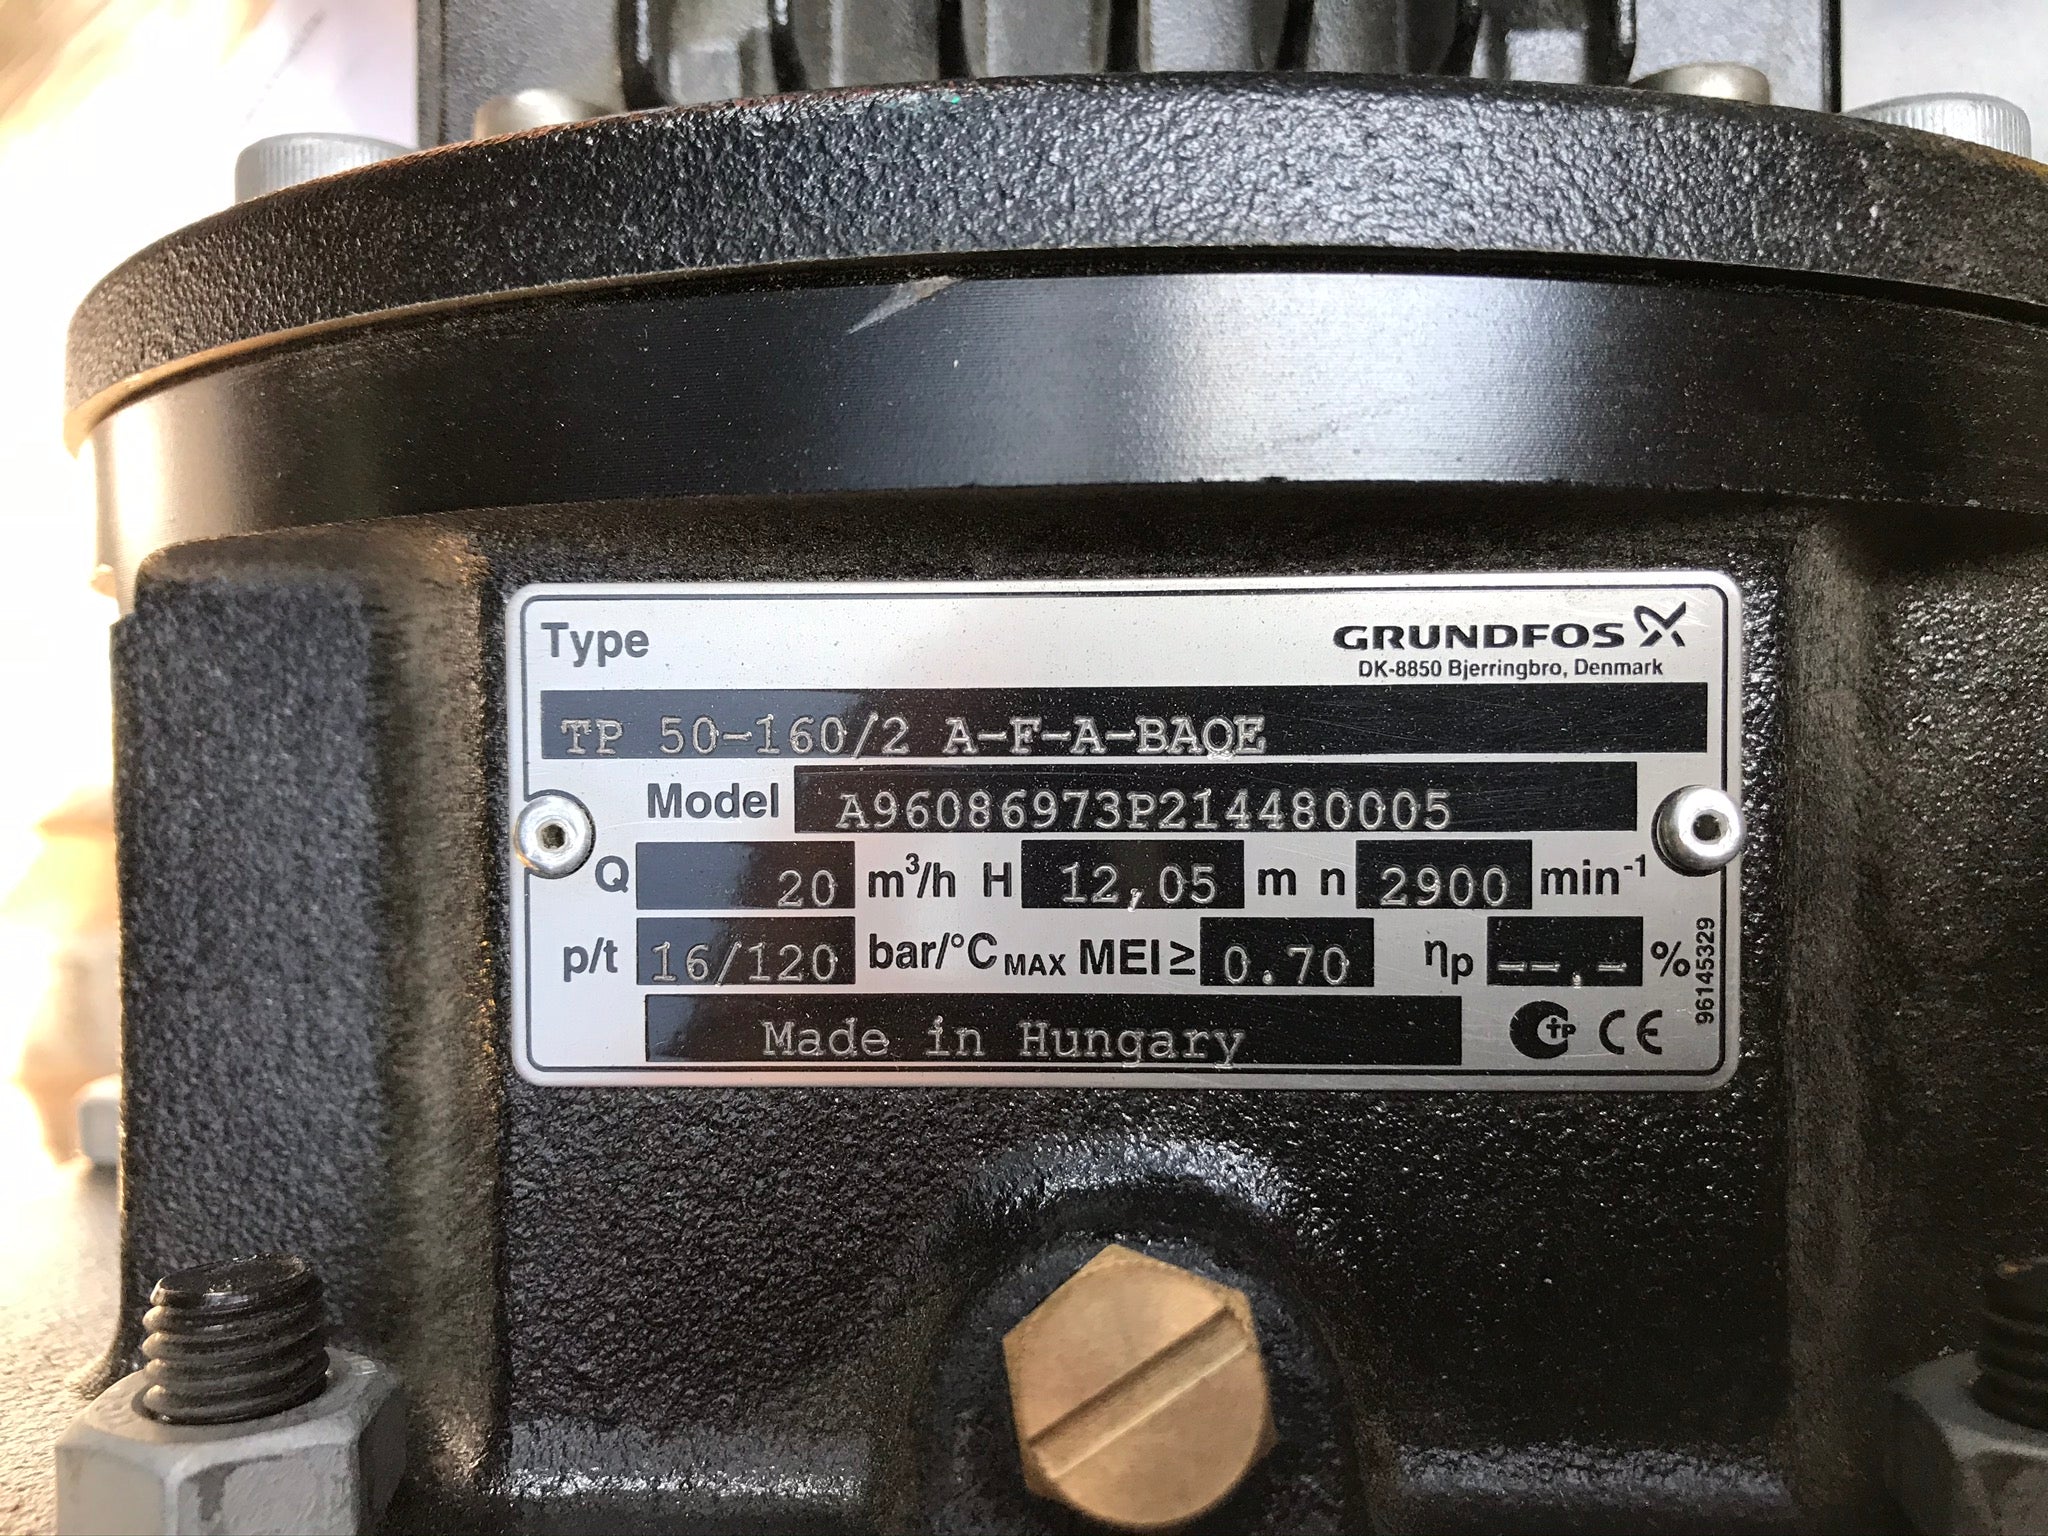 Type
GRUNDFOS
DK-8850 Bjerringbro, Denmark
TP 50-160/2 A-F-A-BAQE
Model A96086973P214480005
Q 20 m³/h H 12,05 m n 2900 min⁻¹
p/t 16/120 bar/°C MAX MEI ≥ 0.70 ηp --.- %
96145329
Made in Hungary
CE